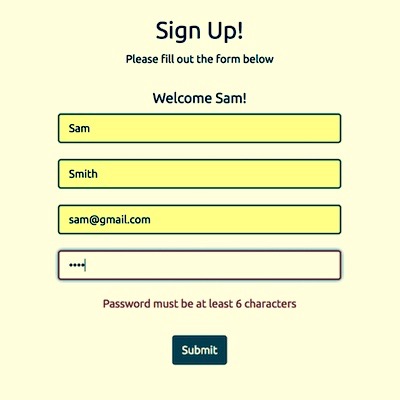 Sign Up!
Please fill out the form below
Welcome Sam!
Sam
Smith
sam@gmail.com
••••
Password must be at least 6 characters
Submit